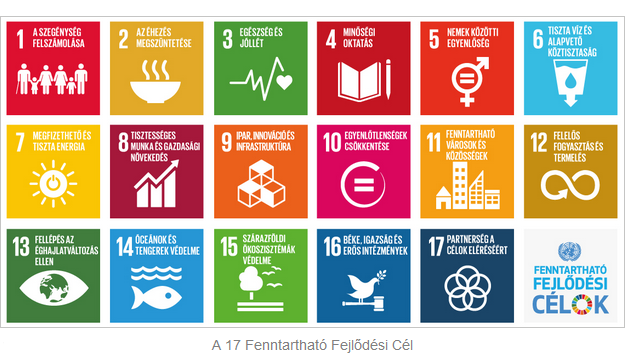 1 A SZEGÉNYSÉG
FELSZÁMOLÁSA
2 AZ ÉHEZÉS
MEGSZÜNTETÉSE
3 EGÉSZSÉG ÉS
JÓLLÉT
4 MINŐSÉGI
OKTATÁS
5 NEMEK KÖZÖTTI
EGYENLŐSÉG
6 TISZTA VÍZ ÉS
ALAPVETŐ
KÖZTISZTASÁG
7 MEGFIZETHETŐ ÉS
TISZTA ENERGIA
8 TISZTESSÉGES
MUNKA ÉS GAZDASÁGI
NÖVEKEDÉS
9 IPAR, INNOVÁCIÓ ÉS
INFRASTRUKTÚRA
10 EGYENLŐTLENSÉGEK
CSÖKKENTÉSE
11 FENNTARTHATÓ
VÁROSOK ÉS
KÖZÖSSÉGEK
12 FELELŐS
FOGYASZTÁS ÉS
TERMELÉS
13 FELLÉPÉS AZ
ÉGHAJLATVÁLTOZÁS
ELLEN
14 ÓCEÁNOK ÉS
TENGEREK VÉDELME
15 SZÁRAZFÖLDI
ÖKOSZISZTÉMÁK
VÉDELME
16 BÉKE, IGAZSÁG ÉS
ERŐS INTÉZMÉNYEK
17 PARTNERSÉG A
CÉLOK ELÉRÉSÉÉRT
FENNTARTHATÓ
FEJLŐDÉSI
CÉLOK
A 17 Fenntartható Fejlődési Cél